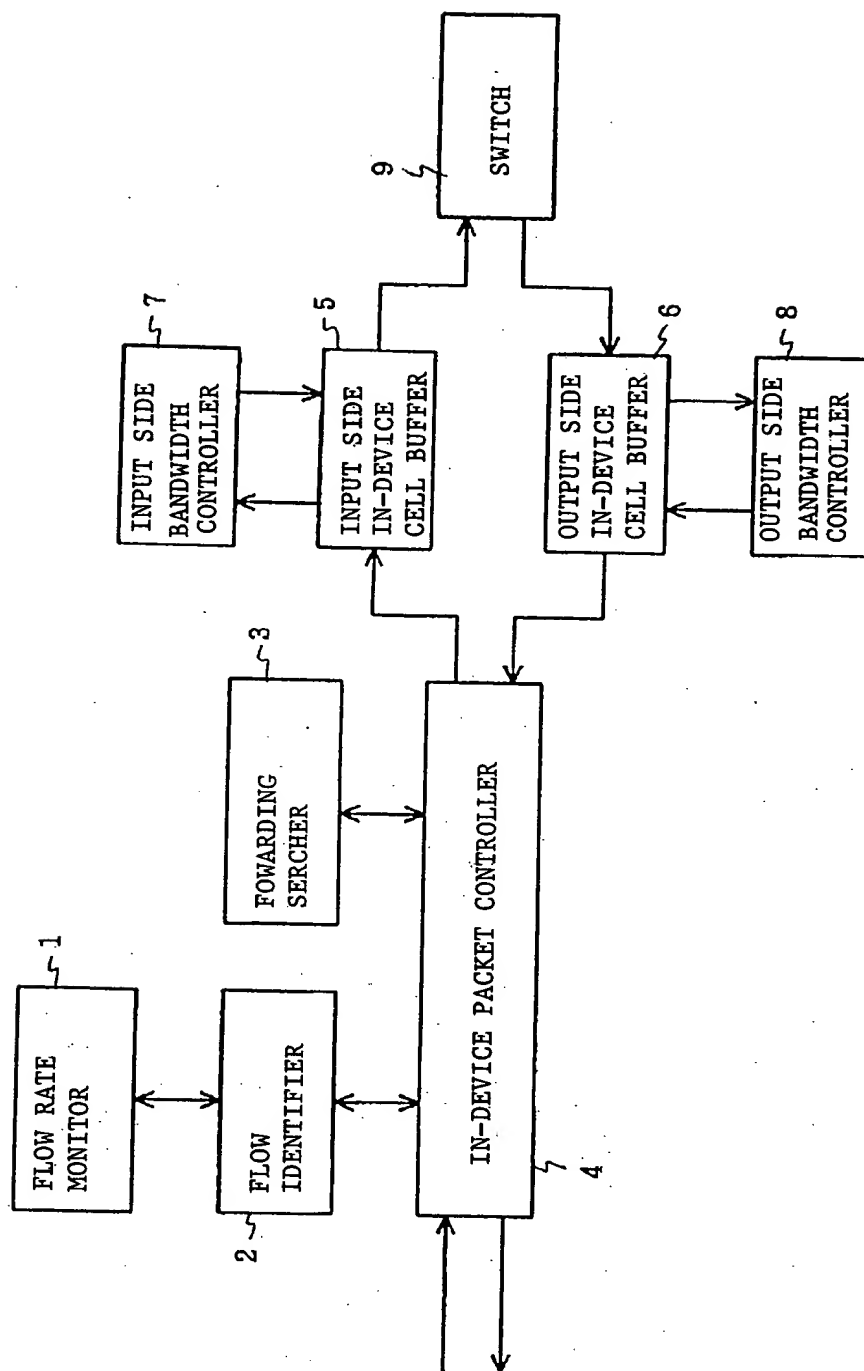 1
FLOW RATE
MONITOR
2
FLOW
IDENTIFIER
3
FOWARDING
SERCHER
IN-DEVICE PACKET CONTROLLER
4
7
INPUT SIDE
BANDWIDTH
CONTROLLER
5
INPUT SIDE
IN-DEVICE
CELL BUFFER
6
OUTPUT SIDE
IN-DEVICE
CELL BUFFER
8
OUTPUT SIDE
BANDWIDTH
CONTROLLER
9
SWITCH